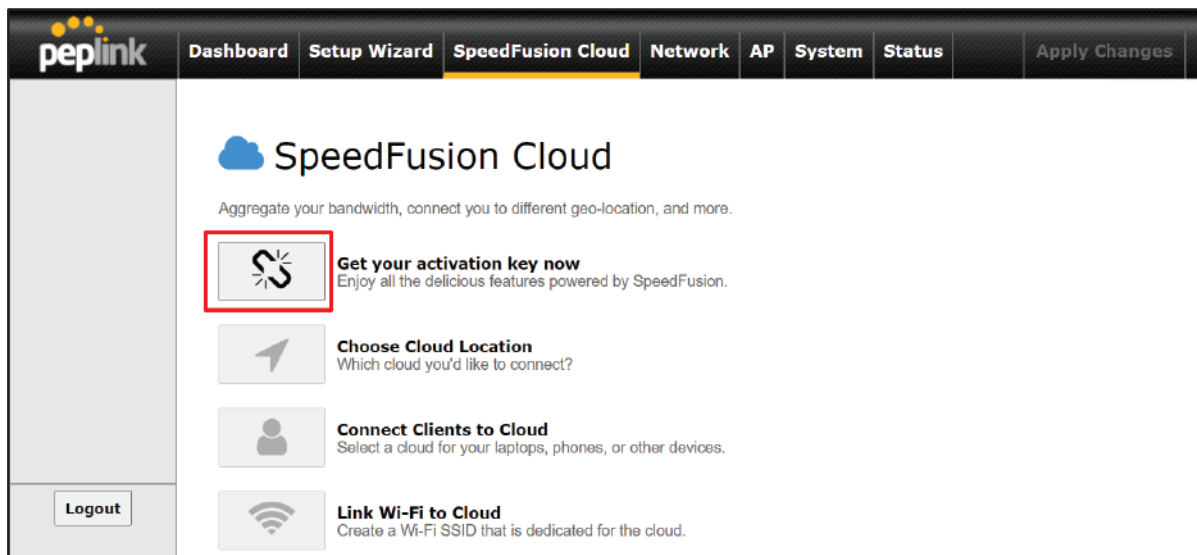 peplink
Dashboard Setup Wizard SpeedFusion Cloud Network AP System Status Apply Changes
SpeedFusion Cloud
Aggregate your bandwidth, connect you to different geo-location, and more.
Get your activation key now
Enjoy all the delicious features powered by SpeedFusion.
Choose Cloud Location
Which cloud you'd like to connect?
Connect Clients to Cloud
Select a cloud for your laptops, phones, or other devices.
Logout
Link Wi-Fi to Cloud
Create a Wi-Fi SSID that is dedicated for the cloud.